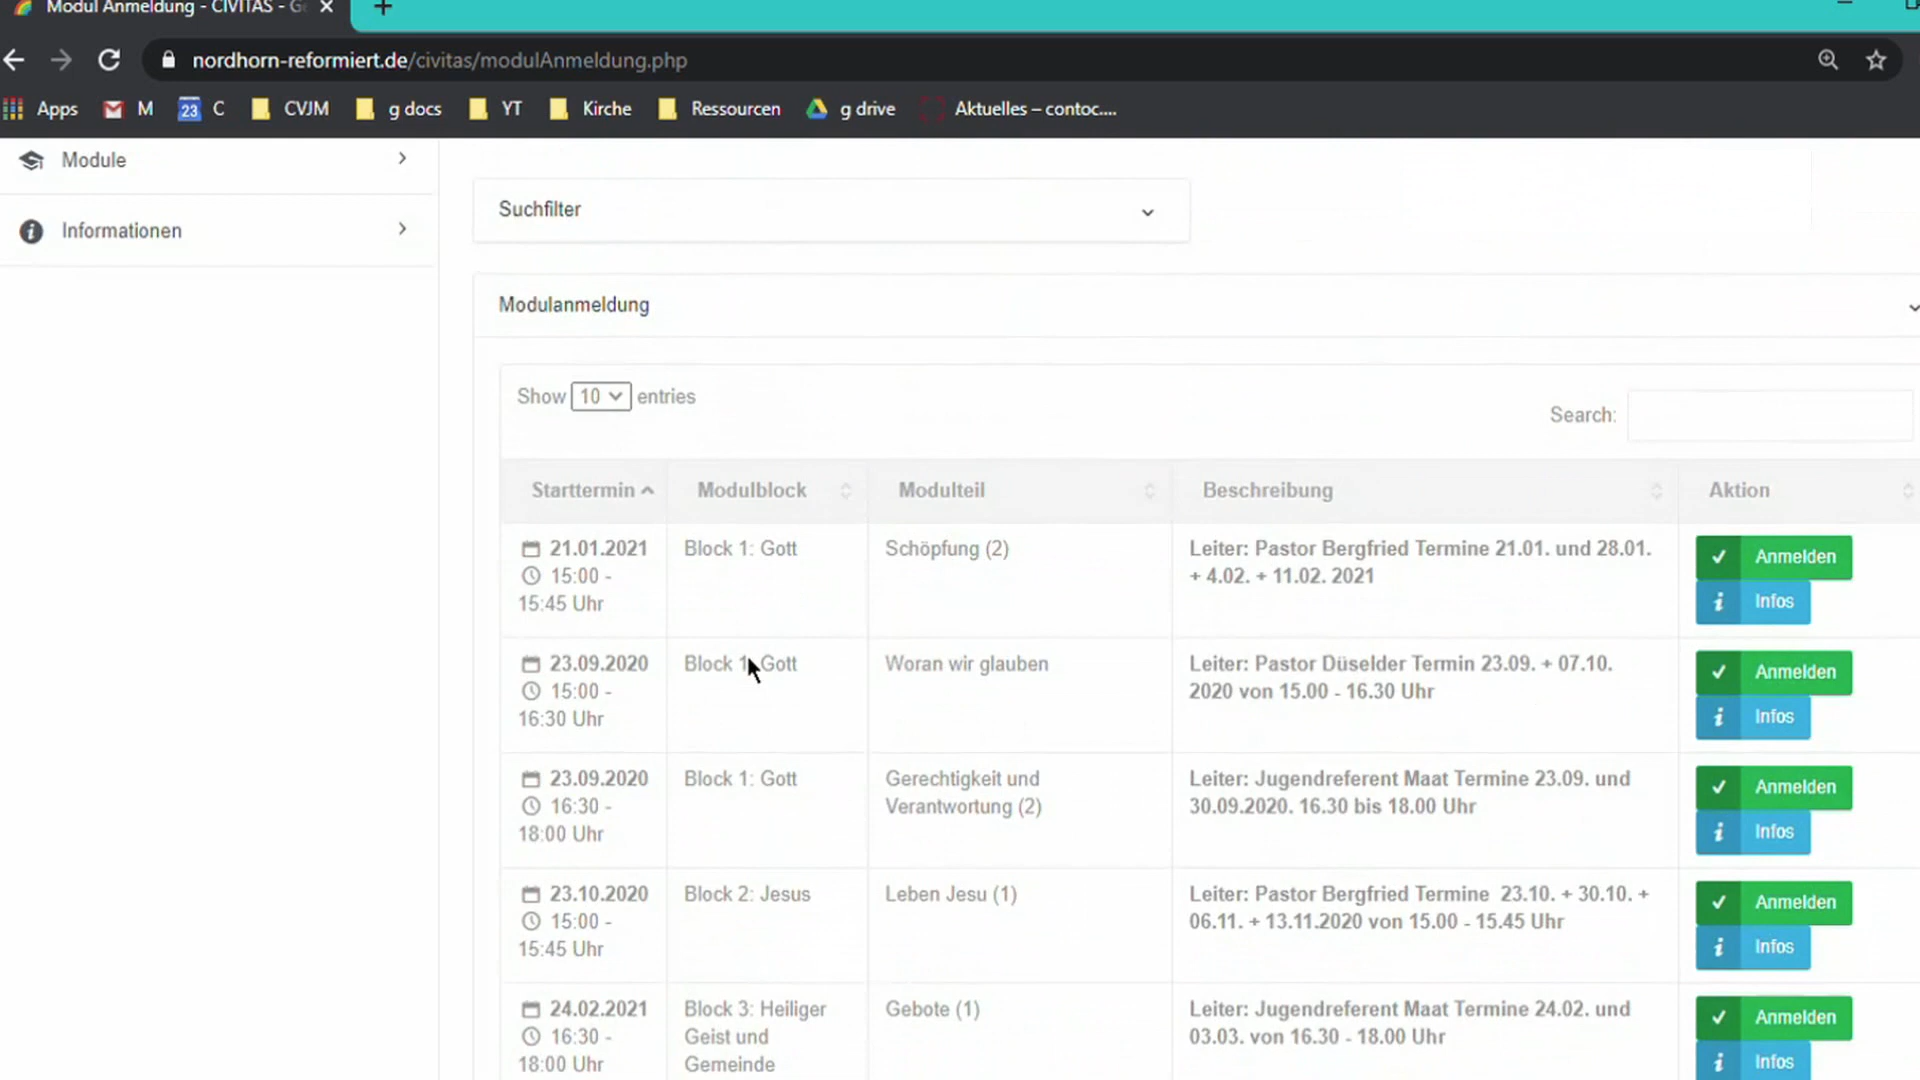 Modul Anmeldung - CIVITAS - Ge
nordhorn-reformiert.de/civitas/modulAnmeldung.php
Apps M 23 C CVJM g docs YT Kirche Ressourcen g drive Aktuelles – contoc....
Module
Informationen
Suchfilter
Modulanmeldung
Show 10 entries
Search:
Starttermin Modulblock Modulteil Beschreibung Aktion
21.01.2021 Block 1: Gott Schöpfung (2) Leiter: Pastor Bergfried Termine 21.01. und 28.01. Anmelden
15:00 - + 4.02. + 11.02. 2021
15:45 Uhr Infos
23.09.2020 Block 1: Gott Woran wir glauben Leiter: Pastor Düselder Termin 23.09. + 07.10. Anmelden
15:00 - 2020 von 15.00 - 16.30 Uhr
16:30 Uhr Infos
23.09.2020 Block 1: Gott Gerechtigkeit und Leiter: Jugendreferent Maat Termine 23.09. und Anmelden
16:30 - Verantwortung (2) 30.09.2020. 16.30 bis 18.00 Uhr
18:00 Uhr Infos
23.10.2020 Block 2: Jesus Leben Jesu (1) Leiter: Pastor Bergfried Termine 23.10. + 30.10. + Anmelden
15:00 - 06.11. + 13.11.2020 von 15.00 - 15.45 Uhr
15:45 Uhr Infos
24.02.2021 Block 3: Heiliger Gebote (1) Leiter: Jugendreferent Maat Termine 24.02. und Anmelden
16:30 - Geist und 03.03. von 16.30 - 18.00 Uhr
18:00 Uhr Gemeinde Infos